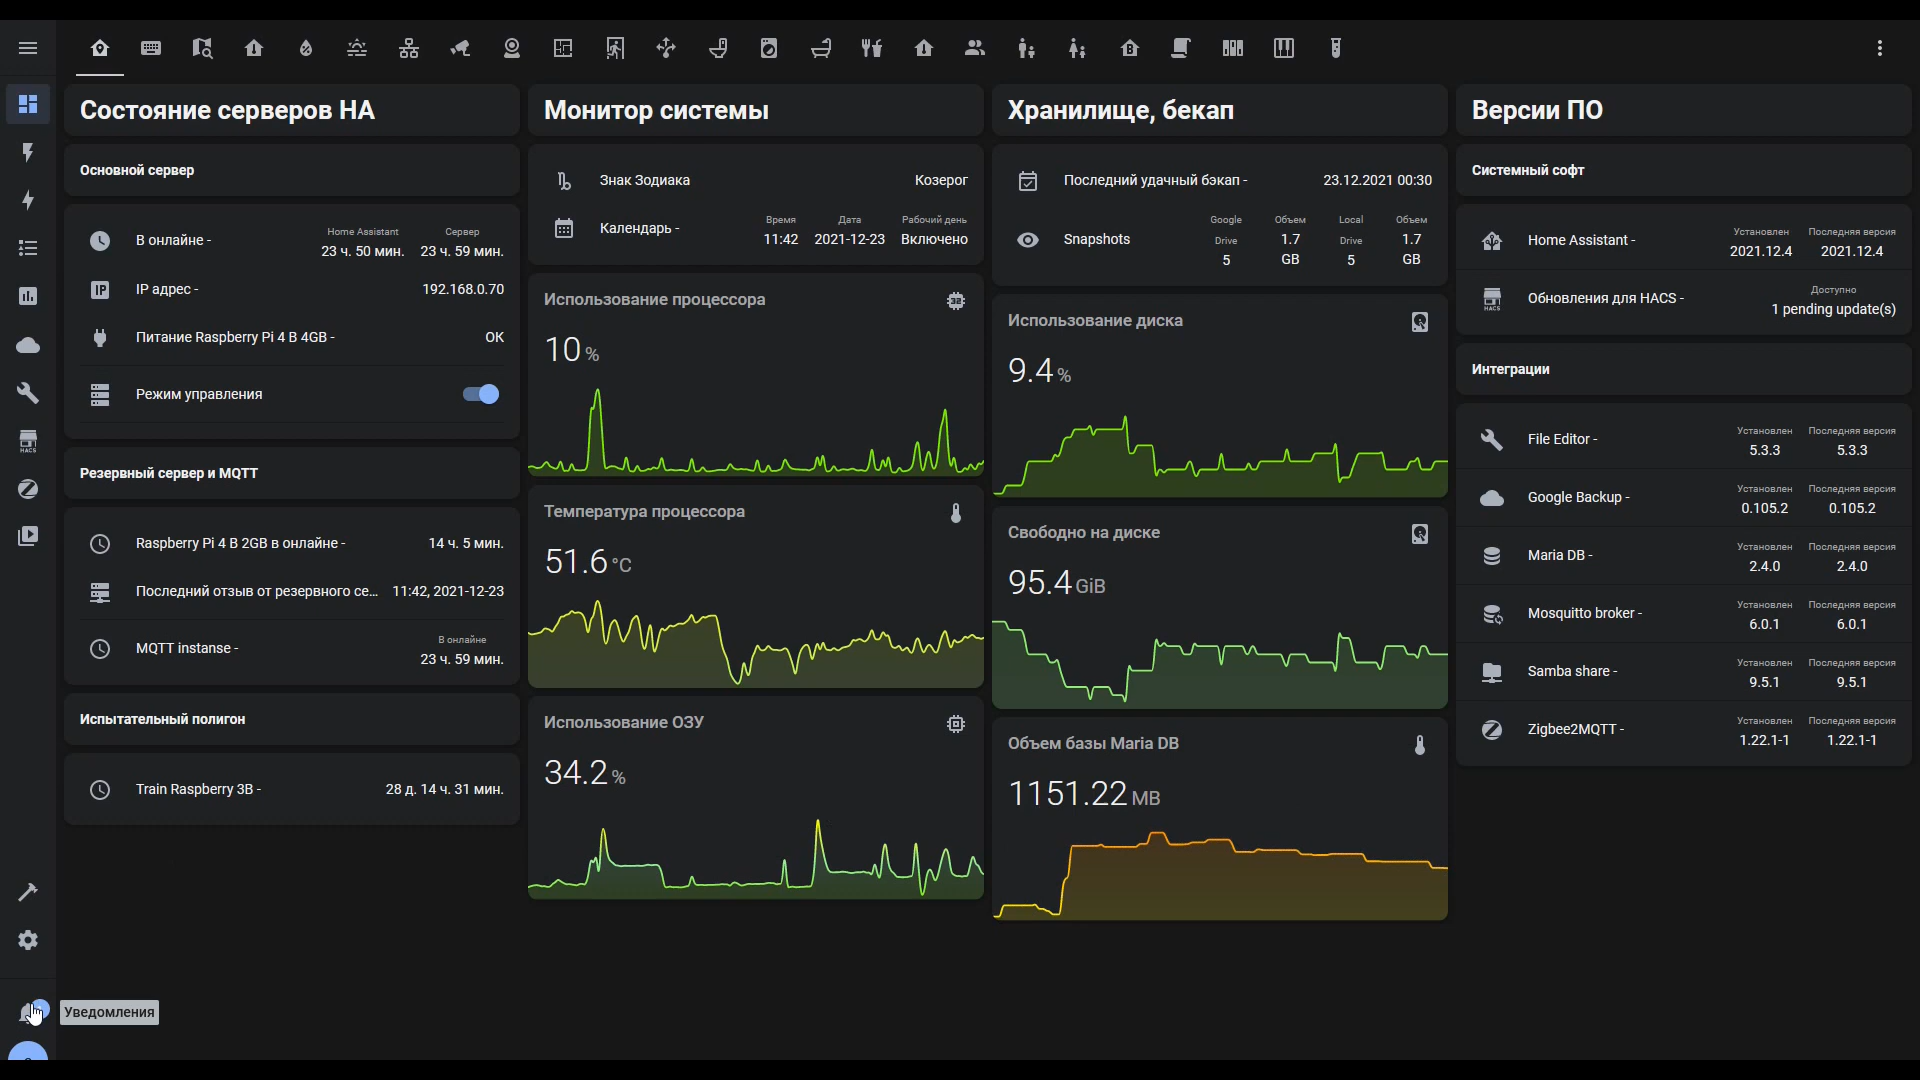 Состояние серверов HA
Основной сервер
В онлайне -
Home Assistant
23 ч. 50 мин.
Сервер
23 ч. 59 мин.
IP адрес -
192.168.0.70
Питание Raspberry Pi 4 B 4GB -
OK
Режим управления
Резервный сервер и MQTT
Raspberry Pi 4 B 2GB в онлайне -
14 ч. 5 мин.
Последний отзыв от резервного се...
11:42, 2021-12-23
MQTT instanse -
В онлайне
23 ч. 59 мин.
Испытательный полигон
Train Raspberry 3B -
28 д. 14 ч. 31 мин.
Монитор системы
Знак Зодиака
Козерог
Календарь -
Время
11:42
Дата
2021-12-23
Рабочий день
Включено
Использование процессора
10 %
Температура процессора
51.6 °C
Использование ОЗУ
34.2 %
Хранилище, бекап
Последний удачный бэкап -
23.12.2021 00:30
Snapshots
Google Drive
5
Объем
1.7 GB
Local Drive
5
Объем
1.7 GB
Использование диска
9.4 %
Свободно на диске
95.4 GiB
Объем базы Maria DB
1151.22 MB
Версии ПО
Системный софт
Home Assistant -
Установлен
2021.12.4
Последняя версия
2021.12.4
HACS
Обновления для HACS -
Доступно
1 pending update(s)
Интеграции
File Editor -
Установлен
5.3.3
Последняя версия
5.3.3
Google Backup -
Установлен
0.105.2
Последняя версия
0.105.2
Maria DB -
Установлен
2.4.0
Последняя версия
2.4.0
Mosquitto broker -
Установлен
6.0.1
Последняя версия
6.0.1
Samba share -
Установлен
9.5.1
Последняя версия
9.5.1
Zigbee2MQTT -
Установлен
1.22.1-1
Последняя версия
1.22.1-1
HACS
Уведомления